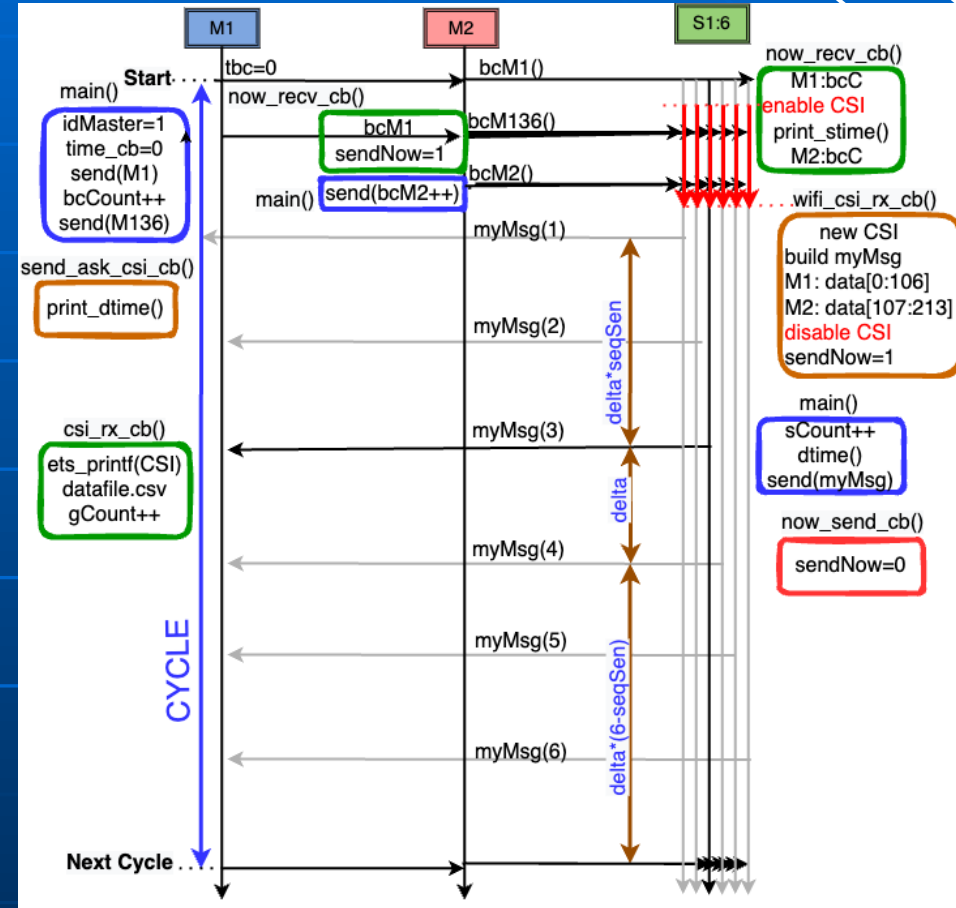 M1
M2
S1:6
Start
tbc=0
bcM1()
now_recv_cb()
M1:bcC
enable CSI
print_stime()
M2:bcC
main()
idMaster=1
time_cb=0
send(M1)
bcCount++
send(M136)
now_recv_cb()
bcM1
sendNow=1
bcM136()
main()
send(bcM2++)
bcM2()
wifi_csi_rx_cb()
new CSI
build myMsg
M1: data[0:106]
M2: data[107:213]
disable CSI
sendNow=1
myMsg(1)
send_ask_csi_cb()
print_dtime()
myMsg(2)
delta*seqSen
main()
sCount++
dtime()
send(myMsg)
csi_rx_cb()
ets_printf(CSI)
datafile.csv
gCount++
myMsg(3)
delta
now_send_cb()
sendNow=0
myMsg(4)
CYCLE
myMsg(5)
delta*(6-seqSen)
myMsg(6)
Next Cycle